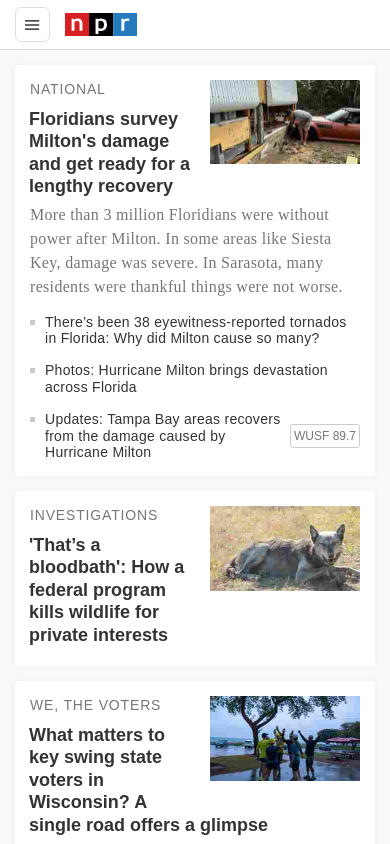 npr
NATIONAL
Floridians survey
Milton's damage
and get ready for a
lengthy recovery
More than 3 million Floridians were without
power after Milton. In some areas like Siesta
Key, damage was severe. In Sarasota, many
residents were thankful things were not worse.
There's been 38 eyewitness-reported tornados
in Florida: Why did Milton cause so many?
Photos: Hurricane Milton brings devastation
across Florida
Updates: Tampa Bay areas recovers
from the damage caused by
Hurricane Milton
WUSF 89.7
INVESTIGATIONS
'That’s a
bloodbath': How a
federal program
kills wildlife for
private interests
WE, THE VOTERS
What matters to
key swing state
voters in
Wisconsin? A
single road offers a glimpse